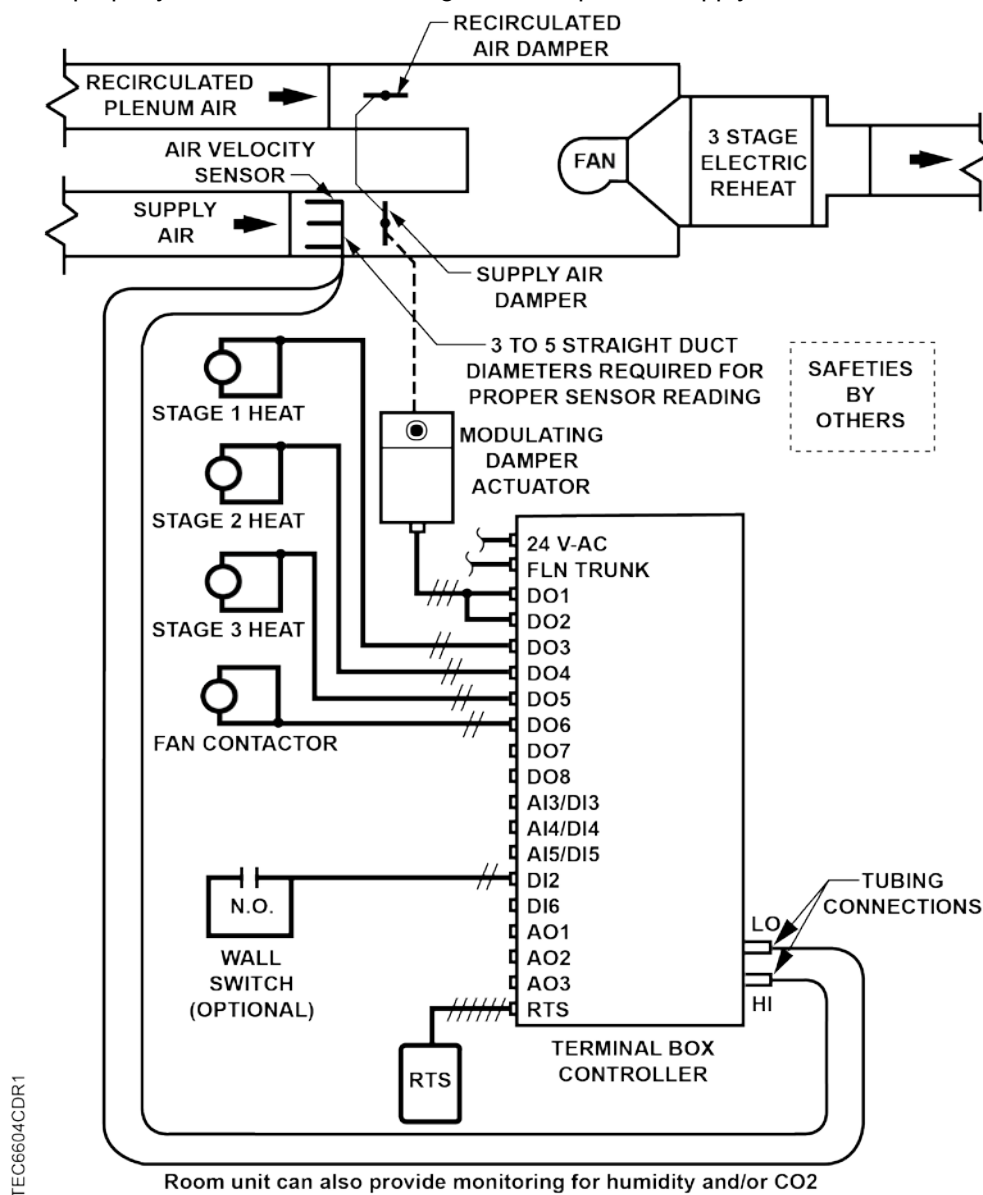 RECIRCULATED
AIR DAMPER
RECIRCULATED
PLENUM AIR
AIR VELOCITY
SENSOR
FAN
3 STAGE
ELECTRIC
REHEAT
SUPPLY
AIR
SUPPLY AIR
DAMPER
3 TO 5 STRAIGHT DUCT
DIAMETERS REQUIRED FOR
PROPER SENSOR READING
SAFETIES
BY
OTHERS
STAGE 1 HEAT
MODULATING
DAMPER
ACTUATOR
STAGE 2 HEAT
STAGE 3 HEAT
FAN CONTACTOR
24 V-AC
FLN TRUNK
DO1
DO2
DO3
DO4
DO5
DO6
DO7
DO8
AI3/DI3
AI4/DI4
AI5/DI5
DI2
DI6
AO1
AO2
AO3
RTS
N.O.
WALL
SWITCH
(OPTIONAL)
TUBING
CONNECTIONS
LO
HI
RTS
TERMINAL BOX
CONTROLLER
TEC6604CDR1
Room unit can also provide monitoring for humidity and/or CO2